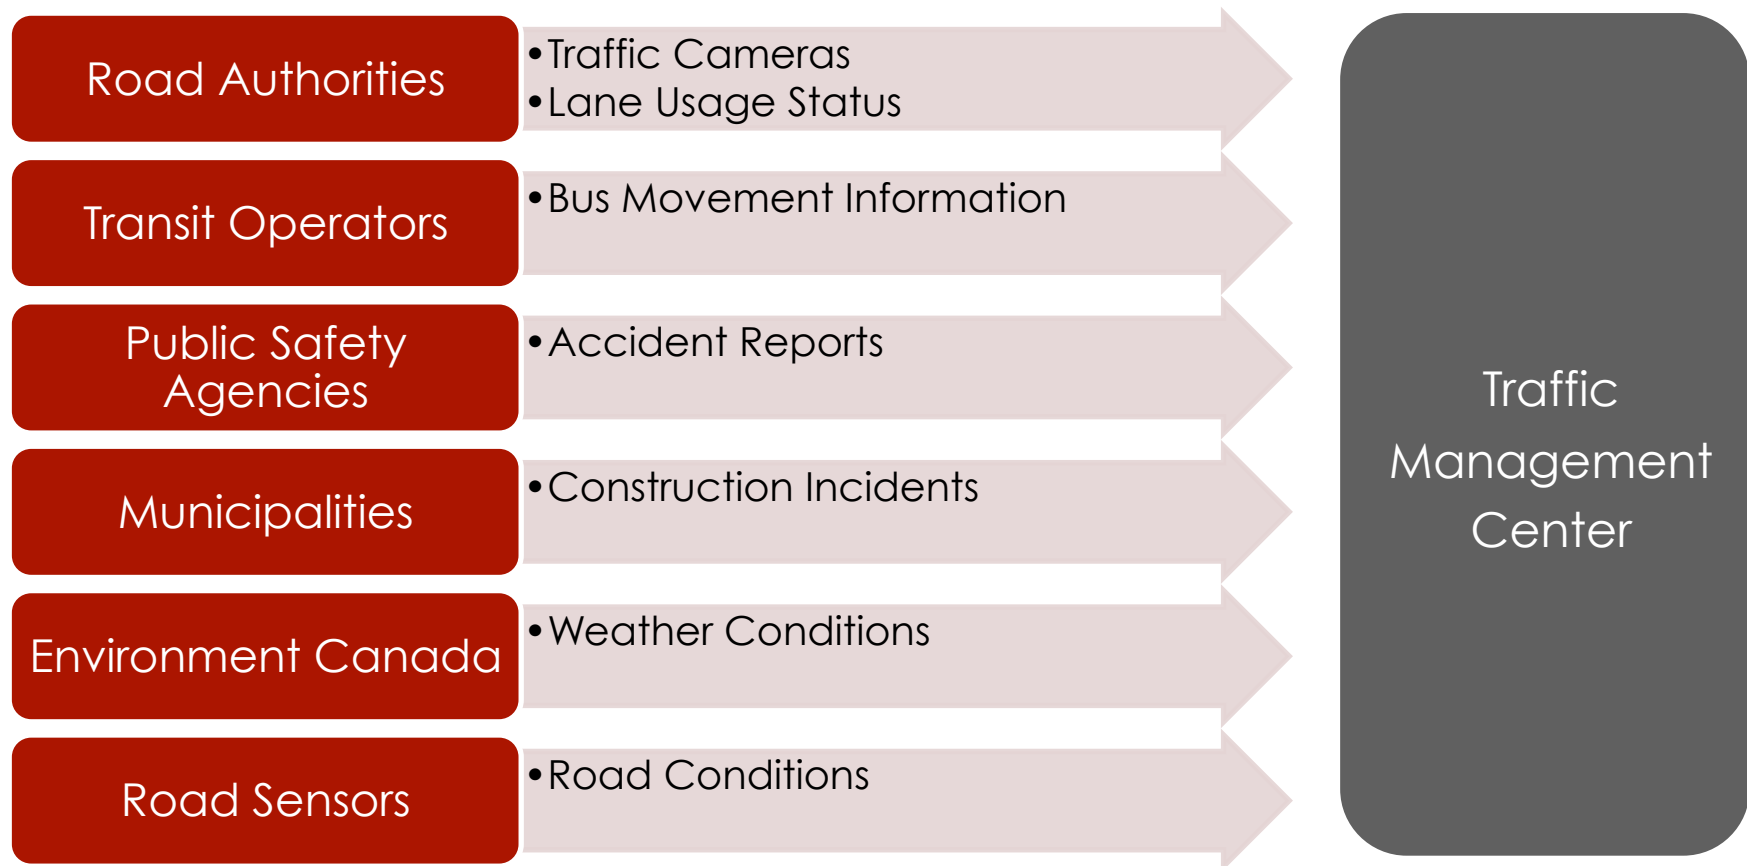 Road Authorities
•Traffic Cameras
•Lane Usage Status
Transit Operators
•Bus Movement Information
Public Safety
Agencies
•Accident Reports
Municipalities
•Construction Incidents
Environment Canada
•Weather Conditions
Road Sensors
•Road Conditions
Traffic
Management
Center